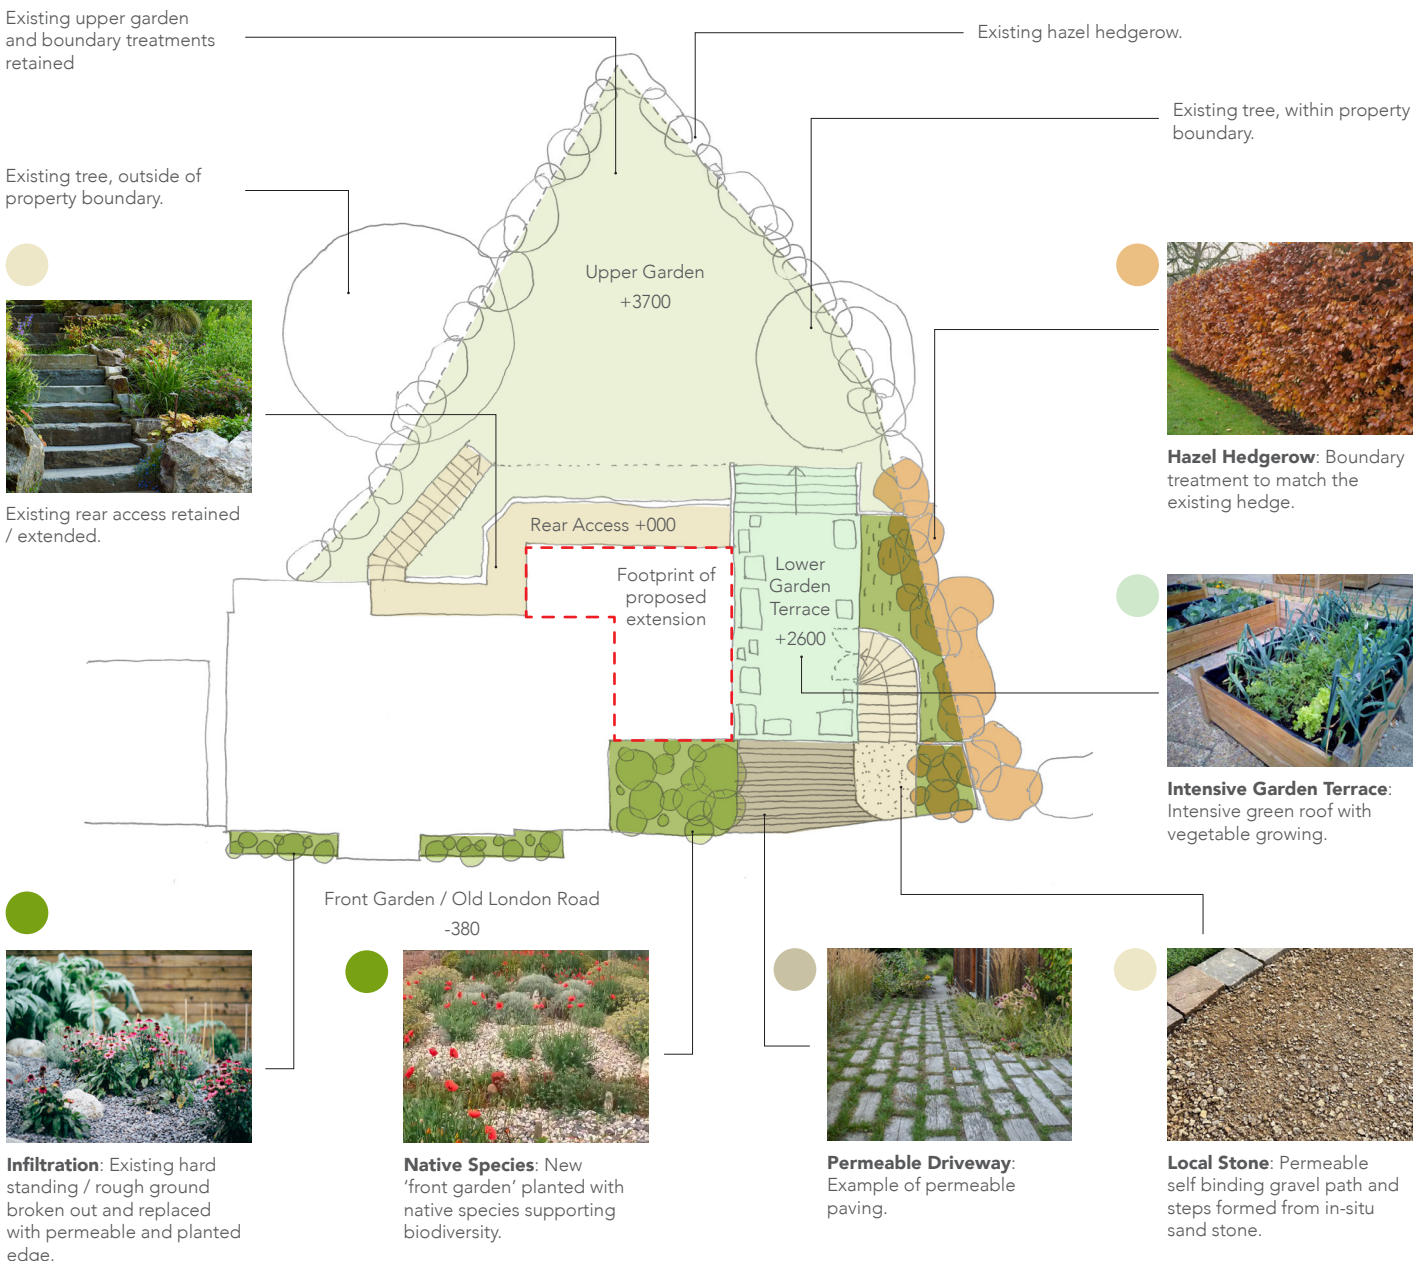 Existing upper garden
and boundary treatments
retained
Existing hazel hedgerow.
Existing tree, within property
boundary.
Existing tree, outside of
property boundary.
Upper Garden
+3700
Hazel Hedgerow: Boundary
treatment to match the
existing hedge.
Existing rear access retained
/ extended.
Rear Access +000
Footprint of
proposed
extension
Lower
Garden
Terrace
+2600
Intensive Garden Terrace:
Intensive green roof with
vegetable growing.
Front Garden / Old London Road
-380
Infiltration: Existing hard
standing / rough ground
broken out and replaced
with permeable and planted
edge.
Native Species: New
‘front garden’ planted with
native species supporting
biodiversity.
Permeable Driveway:
Example of permeable
paving.
Local Stone: Permeable
self binding gravel path and
steps formed from in-situ
sand stone.